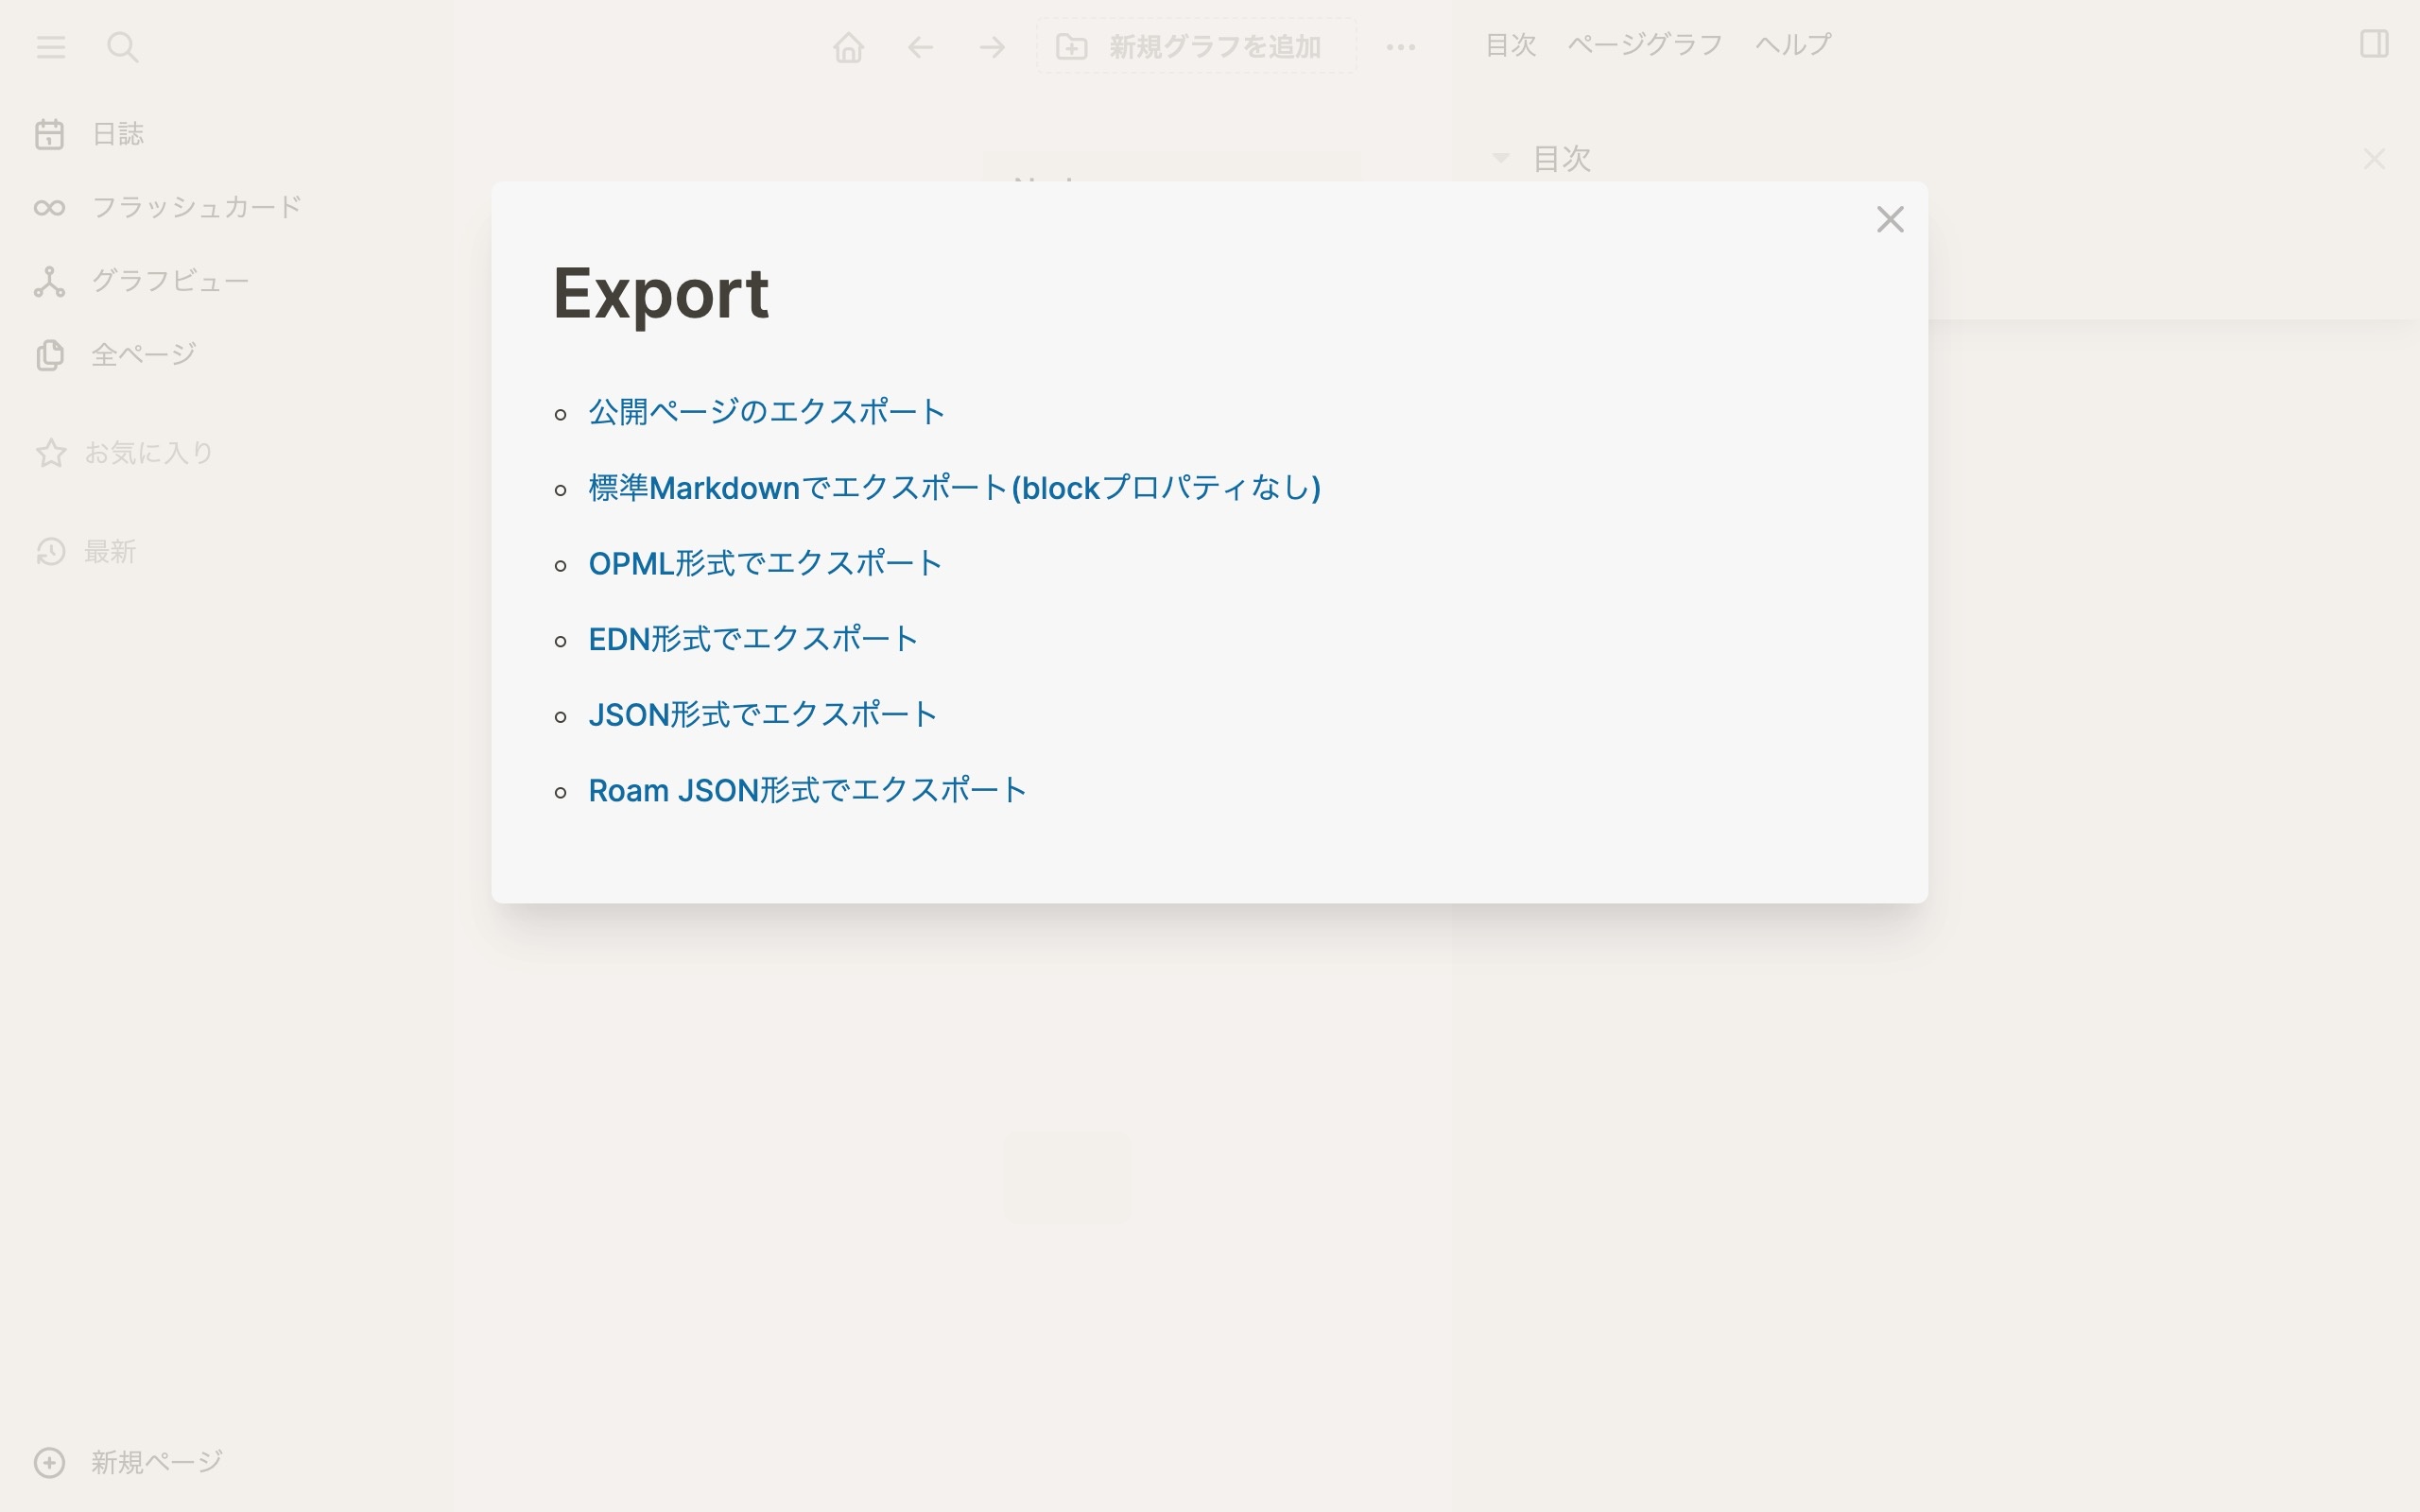 新規グラフを追加
目次 ページグラフ ヘルプ
日誌
フラッシュカード
グラフビュー
全ページ
お気に入り
最新
新規ページ
目次
Export
公開ページのエクスポート
標準Markdownでエクスポート(blockプロパティなし)
OPML形式でエクスポート
EDN形式でエクスポート
JSON形式でエクスポート
Roam JSON形式でエクスポート